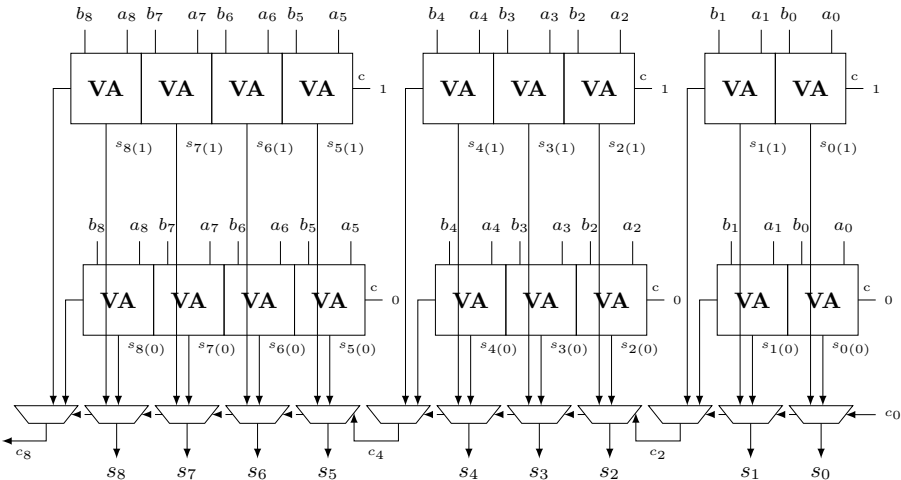 b₈ a₈ b₇ a₇ b₆ a₆ b₅ a₅ b₄ a₄ b₃ a₃ b₂ a₂ b₁ a₁ b₀ a₀
VA VA VA VA c 1 VA VA VA c 1 VA VA c 1
s₈₍₁₎ s₇₍₁₎ s₆₍₁₎ s₅₍₁₎ s₄₍₁₎ s₃₍₁₎ s₂₍₁₎ s₁₍₁₎ s₀₍₁₎
b₈ a₈ b₇ a₇ b₆ a₆ b₅ a₅ b₄ a₄ b₃ a₃ b₂ a₂ b₁ a₁ b₀ a₀
VA VA VA VA c 0 VA VA VA c 0 VA VA c 0
s₈₍₀₎ s₇₍₀₎ s₆₍₀₎ s₅₍₀₎ s₄₍₀₎ s₃₍₀₎ s₂₍₀₎ s₁₍₀₎ s₀₍₀₎
c₀
c₈ c₄ c₂
s₈ s₇ s₆ s₅ s₄ s₃ s₂ s₁ s₀